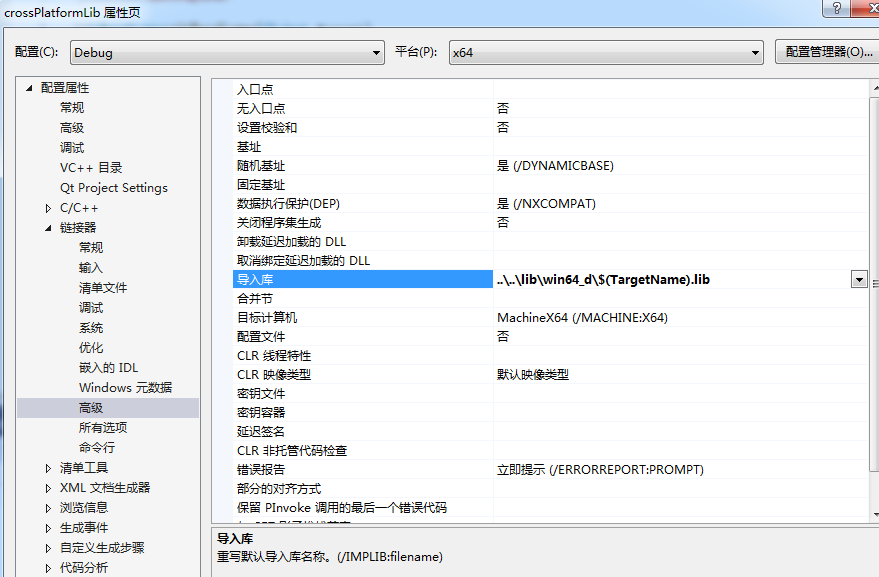 crossPlatformLib 属性页
配置(C): Debug 平台(P): x64 配置管理器(O)...
配置属性
常规
高级
调试
VC++ 目录
Qt Project Settings
C/C++
链接器
常规
输入
清单文件
调试
系统
优化
嵌入的 IDL
Windows 元数据
高级
所有选项
命令行
清单工具
XML 文档生成器
浏览信息
生成事件
自定义生成步骤
代码分析
入口点
无入口点 否
设置校验和 否
基址
随机基址 是 (/DYNAMICBASE)
固定基址
数据执行保护(DEP) 是 (/NXCOMPAT)
关闭程序集生成 否
卸载延迟加载的 DLL
取消绑定延迟加载的 DLL
导入库 ..\..\lib\win64_d\$(TargetName).lib
合并节
目标计算机 MachineX64 (/MACHINE:X64)
配置文件 否
CLR 线程特性
CLR 映像类型 默认映像类型
密钥文件
密钥容器
延迟签名
CLR 非托管代码检查
错误报告 立即提示 (/ERRORREPORT:PROMPT)
部分的对齐方式
保留 PInvoke 调用的最后一个错误代码
导入库
重写默认导入库名称。(/IMPLIB:filename)